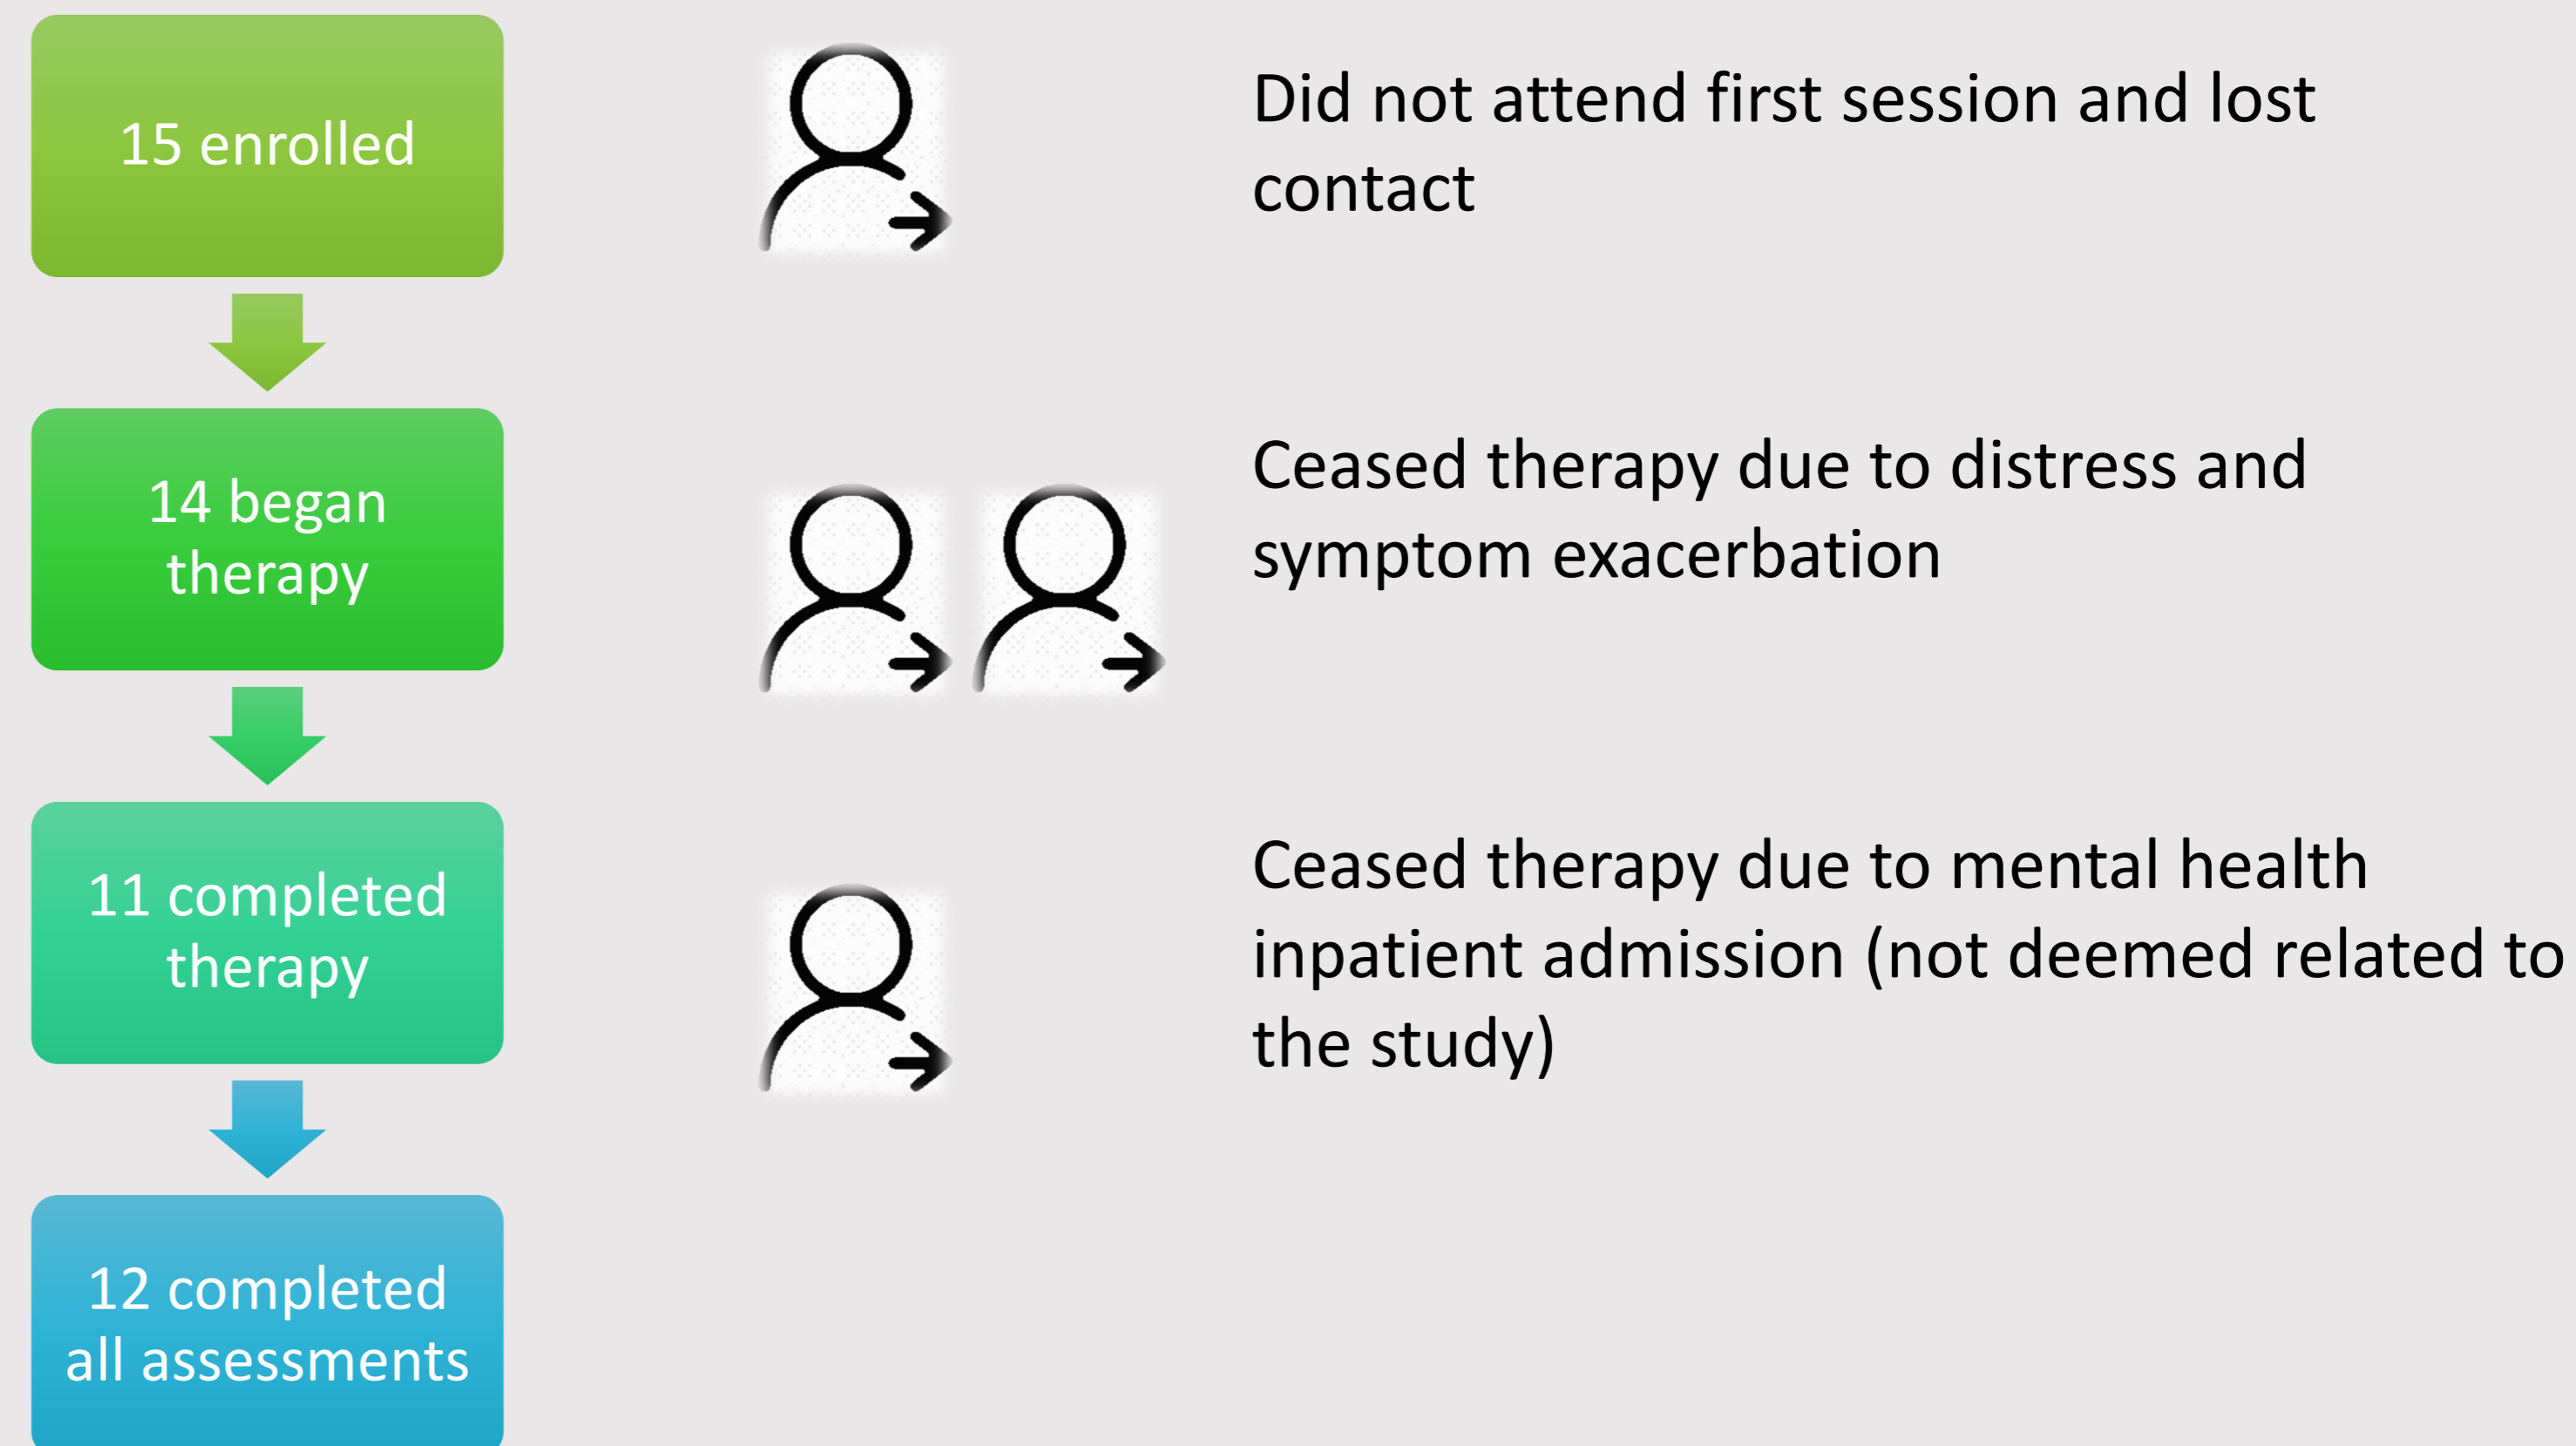 15 enrolled
Did not attend first session and lost
contact
14 began
therapy
Ceased therapy due to distress and
symptom exacerbation
11 completed
therapy
Ceased therapy due to mental health
inpatient admission (not deemed related to
the study)
12 completed
all assessments